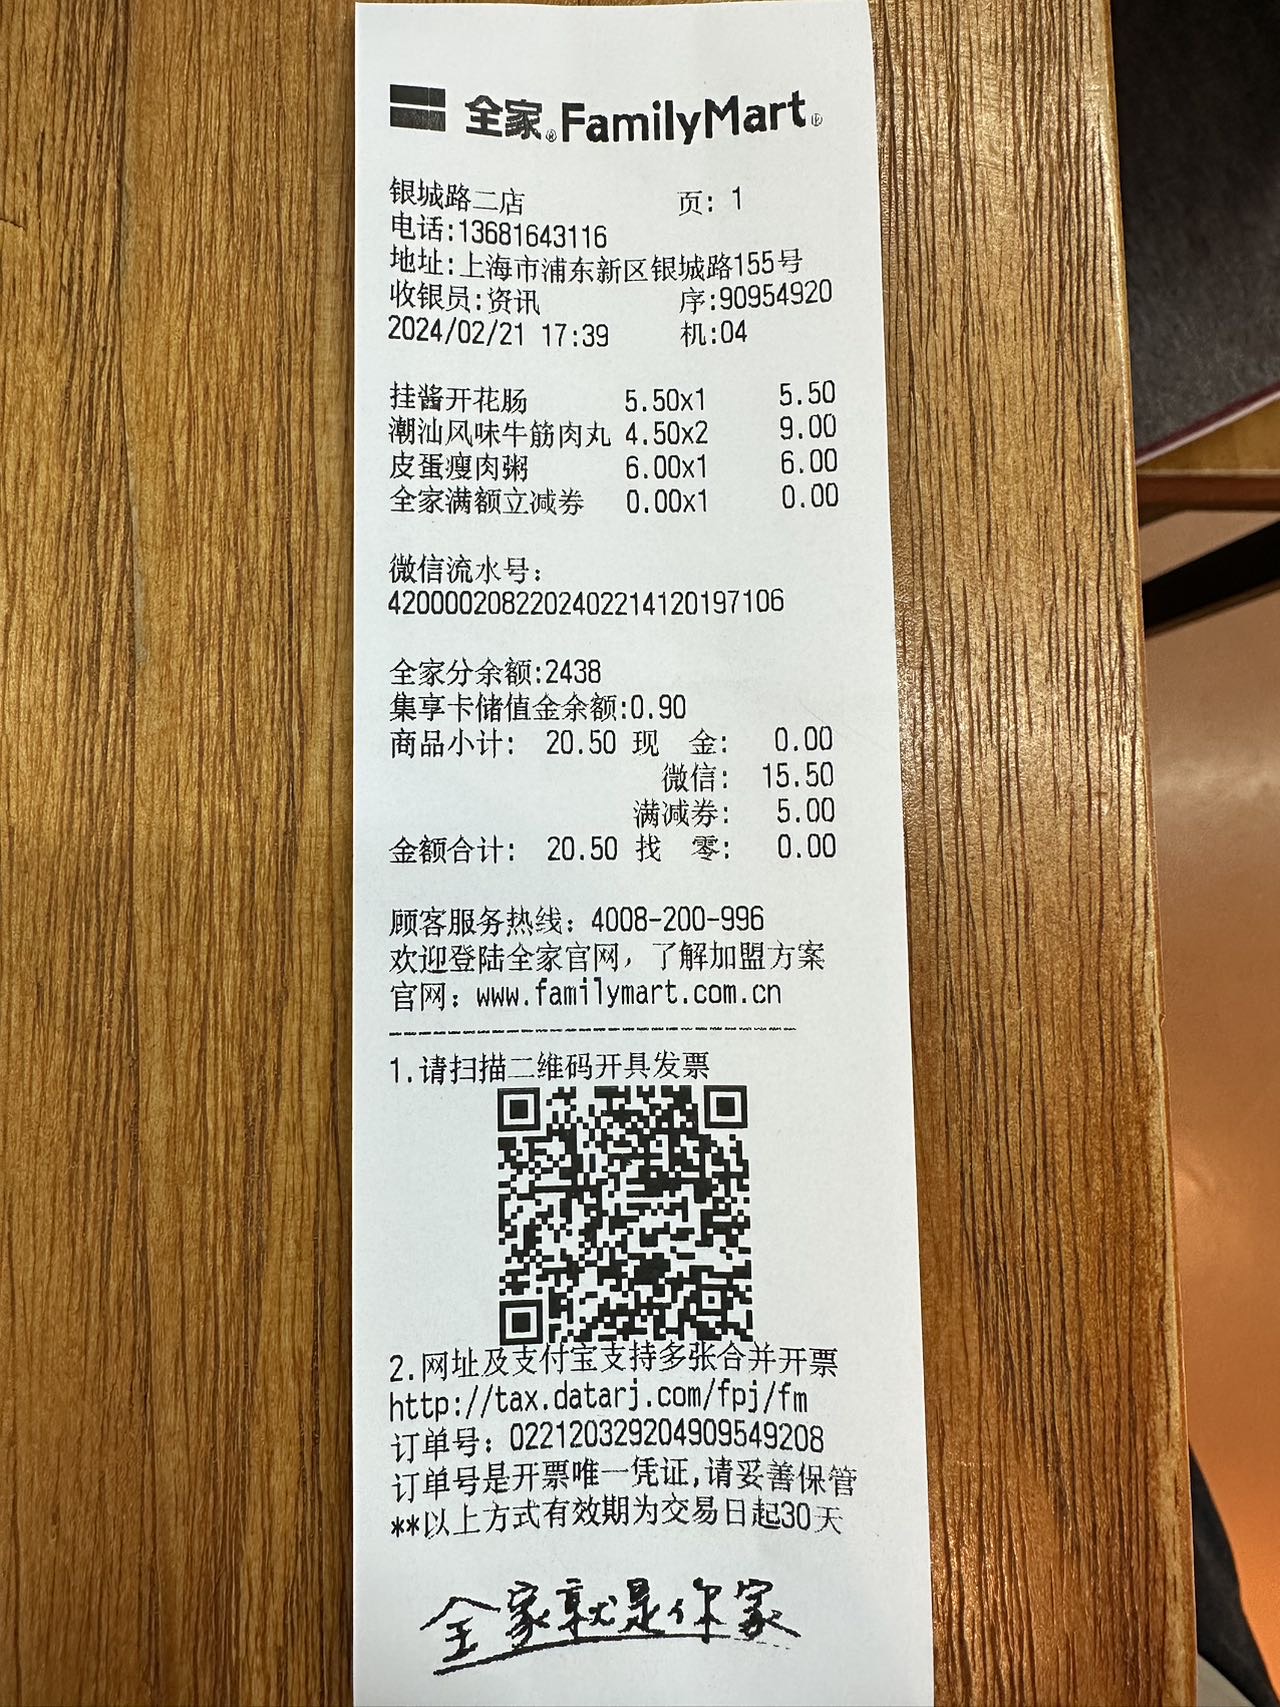 全家® FamilyMart®
银城路二店 页: 1
电话:13681643116
地址:上海市浦东新区银城路155号
收银员:资讯 序:90954920
2024/02/21 17:39 机:04
挂酱开花肠 5.50x1 5.50
潮汕风味牛筋肉丸 4.50x2 9.00
皮蛋瘦肉粥 6.00x1 6.00
全家满额立减券 0.00x1 0.00
微信流水号:
4200002082202402214120197106
全家分余额:2438
集享卡储值金余额:0.90
商品小计: 20.50 现 金: 0.00
微信: 15.50
满减券: 5.00
金额合计: 20.50 找 零: 0.00
顾客服务热线: 4008-200-996
欢迎登陆全家官网, 了解加盟方案
官网: www.familymart.com.cn
1.请扫描二维码开具发票
2.网址及支付宝支持多张合并开票
http://tax.datarj.com/fpj/fm
订单号: 022120329204909549208
订单号是开票唯一凭证,请妥善保管
**以上方式有效期为交易日起30天
全家就是你家